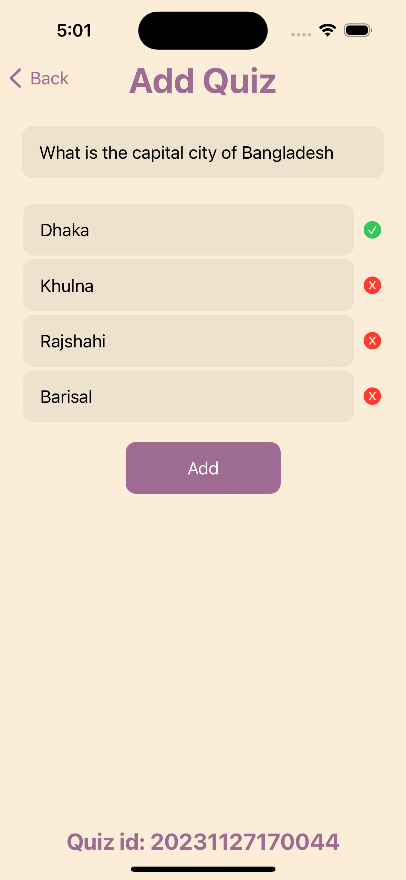 5:01
Back
Add Quiz
What is the capital city of Bangladesh
Dhaka
Khulna
Rajshahi
Barisal
Add
Quiz id: 20231127170044